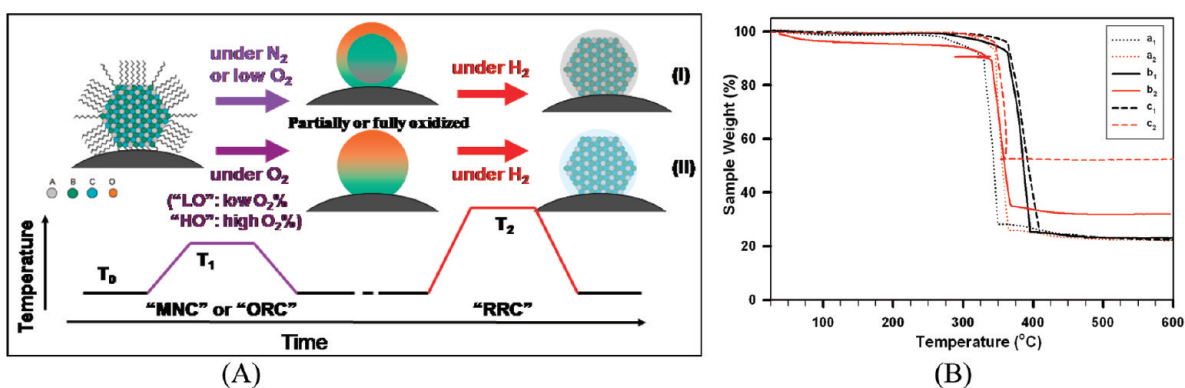 under N₂
or low O₂
under H₂
(I)
Partially or fully oxidized
A B C D
under O₂
under H₂
(II)
("LO": low O₂%
"HO": high O₂%)
Temperature
T₀
T₁
T₂
"MNC" or "ORC"
"RRC"
Time
(A)
100
80
60
40
20
0
Sample Weight (%)
a₁
a₂
b₁
b₂
c₁
c₂
100 200 300 400 500 600
Temperature (°C)
(B)